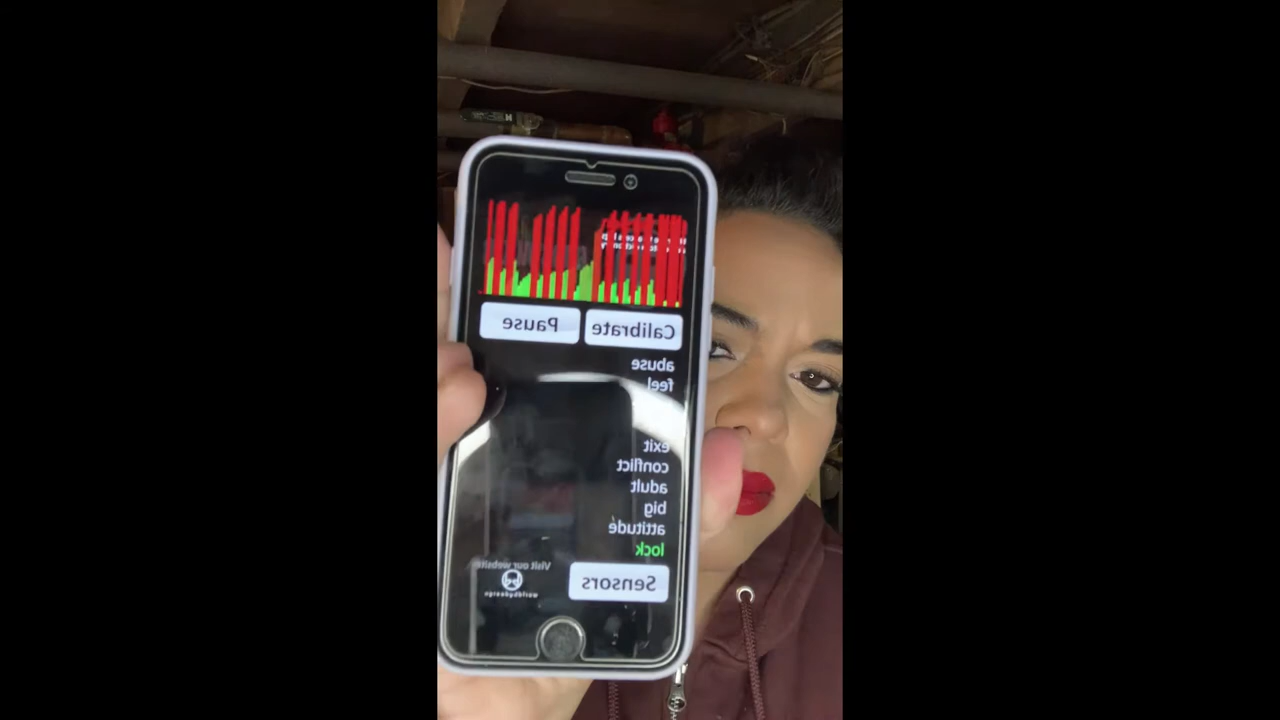 Calibrate Pause
abuse
feel
exit
conflict
adult
big
attitude
lock
Sensors
Visit our website